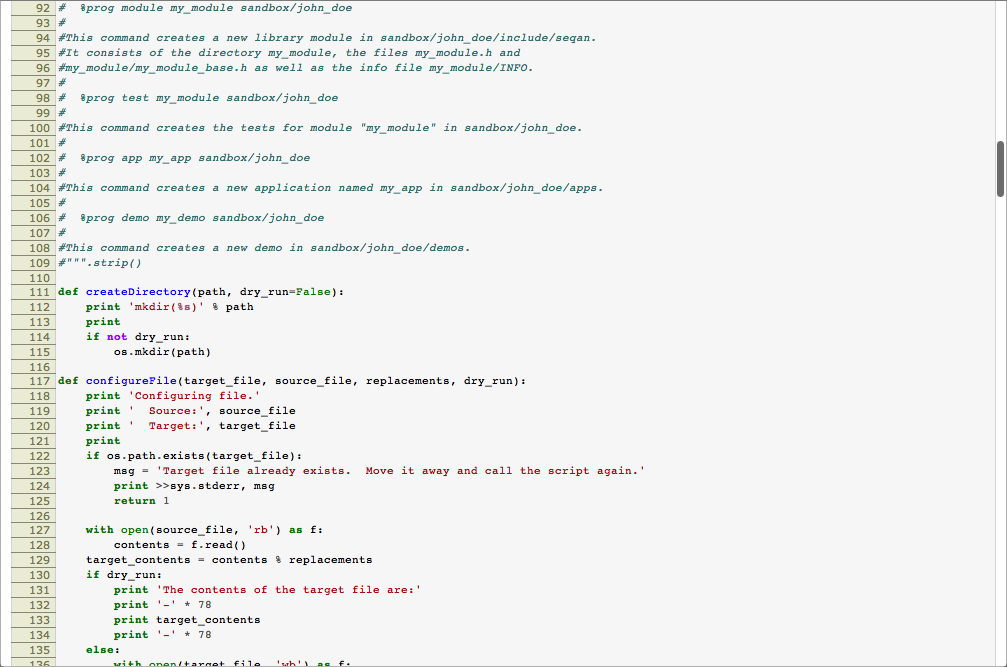 92 #  %prog module my_module sandbox/john_doe
93 #
94 #This command creates a new library module in sandbox/john_doe/include/seqan.
95 #It consists of the directory my_module, the files my_module.h and
96 #my_module/my_module_base.h as well as the info file my_module/INFO.
97 #
98 #  %prog test my_module sandbox/john_doe
99 #
100 #This command creates the tests for module "my_module" in sandbox/john_doe.
101 #
102 #  %prog app my_app sandbox/john_doe
103 #
104 #This command creates a new application named my_app in sandbox/john_doe/apps.
105 #
106 #  %prog demo my_demo sandbox/john_doe
107 #
108 #This command creates a new demo in sandbox/john_doe/demos.
109 #""".strip()
110
111 def createDirectory(path, dry_run=False):
112     print 'mkdir(%s)' % path
113     print
114     if not dry_run:
115         os.mkdir(path)
116
117 def configureFile(target_file, source_file, replacements, dry_run):
118     print 'Configuring file.'
119     print '  Source:', source_file
120     print '  Target:', target_file
121     print
122     if os.path.exists(target_file):
123         msg = 'Target file already exists.  Move it away and call the script again.'
124         print >>sys.stderr, msg
125         return 1
126
127     with open(source_file, 'rb') as f:
128         contents = f.read()
129     target_contents = contents % replacements
130     if dry_run:
131         print 'The contents of the target file are:'
132         print '-' * 78
133         print target_contents
134         print '-' * 78
135     else:
136         with open(target_file, 'wb') as f: